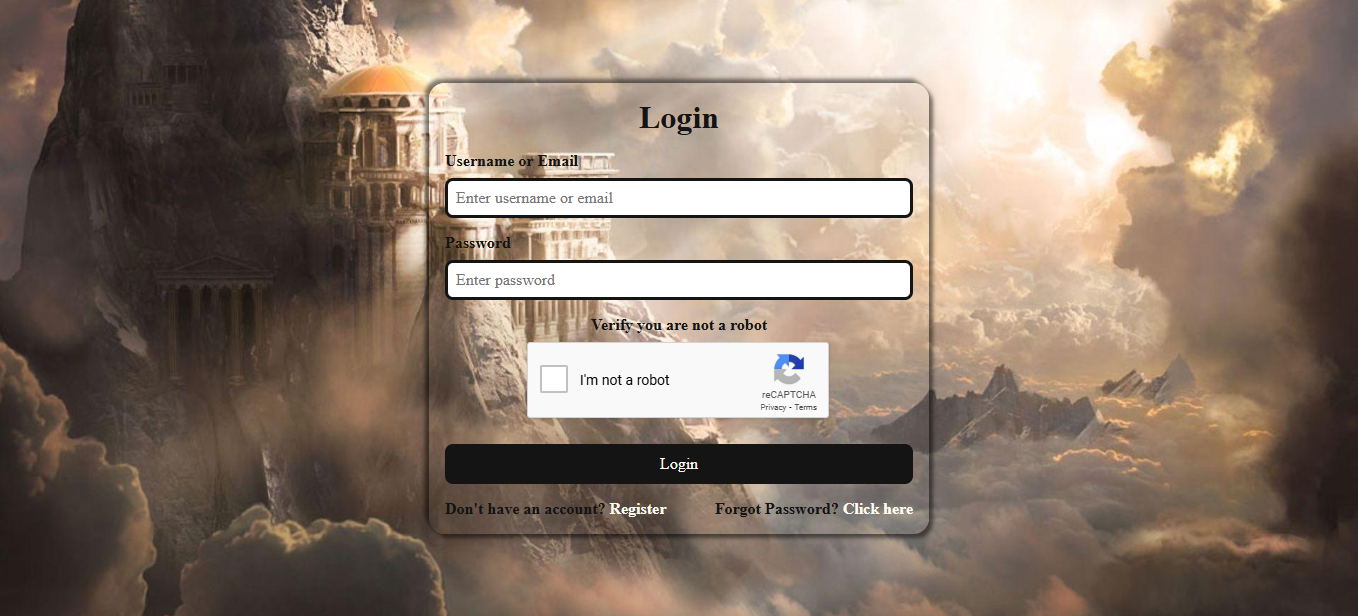 Login
Username or Email
Enter username or email
Password
Enter password
Verify you are not a robot
I'm not a robot
reCAPTCHA
Privacy - Terms
Login
Don't have an account? Register
Forgot Password? Click here